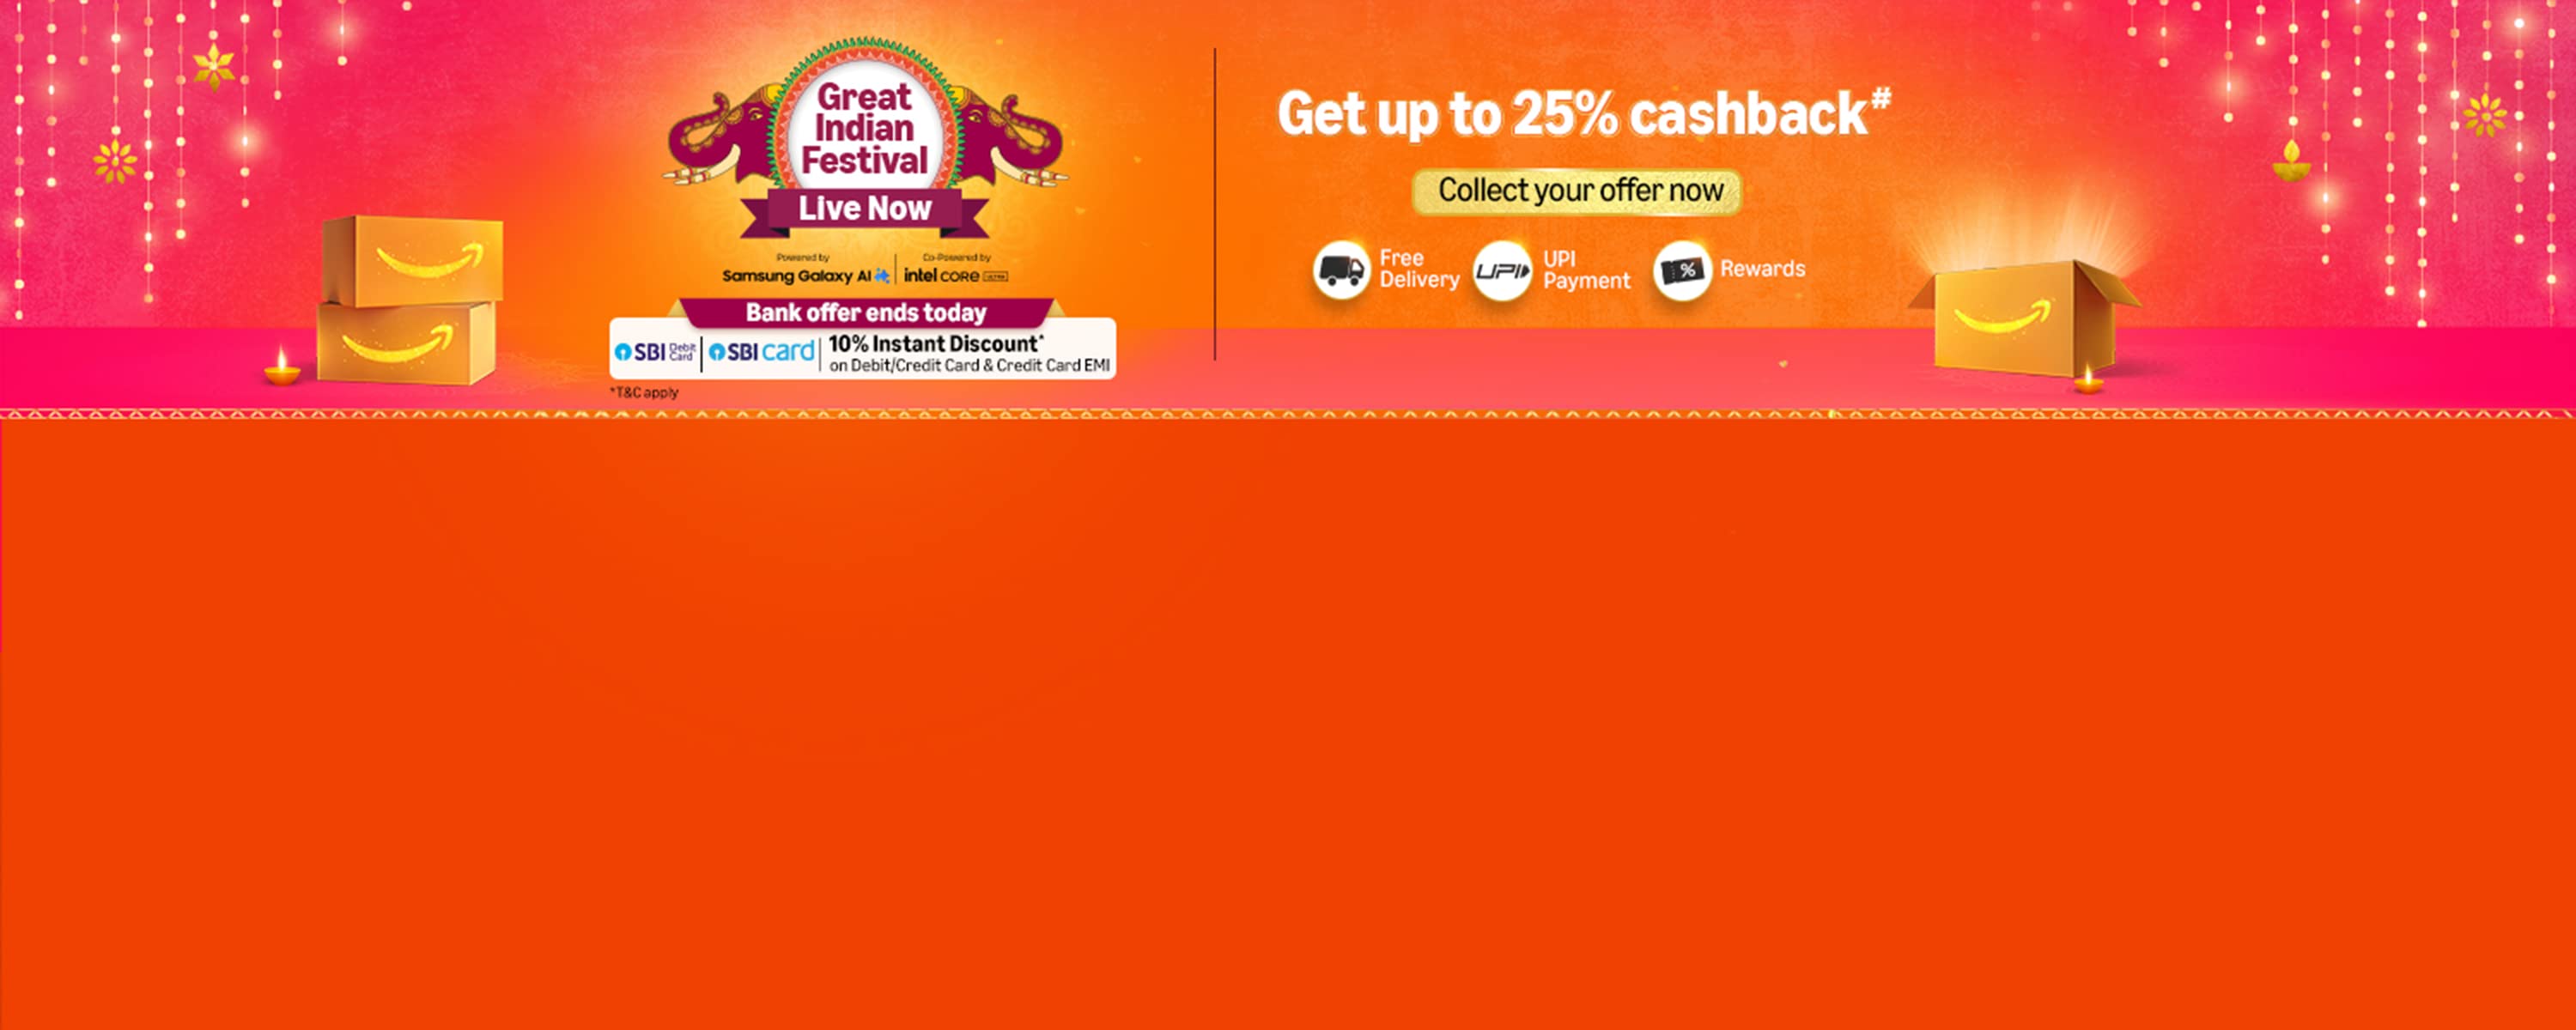 Great
Indian
Festival
Live Now
Powered by
Samsung Galaxy AI
Co-Powered by
intel CORE ULTRA
Bank offer ends today
SBI Debit Card
SBI card
10% Instant Discount*
on Debit/Credit Card & Credit Card EMI
*T&C apply
Get up to 25% cashback#
Collect your offer now
Free
Delivery
UPI
UPI
Payment
%
Rewards